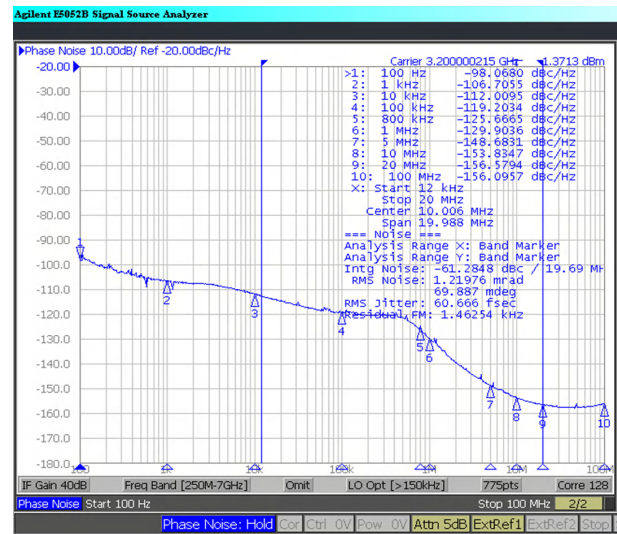 Agilent E5052B Signal Source Analyzer
▶Phase Noise 10.00dB/ Ref -20.00dBc/Hz
Carrier 3.200000215 GHz 1.3713 dBm
>1: 100 Hz -98.0680 dBc/Hz
2: 1 kHz -106.7055 dBc/Hz
3: 10 kHz -112.0095 dBc/Hz
4: 100 kHz -119.2034 dBc/Hz
5: 800 kHz -125.6665 dBc/Hz
6: 1 MHz -129.9036 dBc/Hz
7: 5 MHz -148.6831 dBc/Hz
8: 10 MHz -153.8347 dBc/Hz
9: 20 MHz -156.5794 dBc/Hz
10: 100 MHz -156.0957 dBc/Hz
X: Start 12 kHz
Stop 20 MHz
Center 10.006 MHz
Span 19.988 MHz
=== Noise ===
Analysis Range X: Band Marker
Analysis Range Y: Band Marker
Intg Noise: -61.2848 dBc / 19.69 MH
RMS Noise: 1.21976 mrad
69.887 mdeg
RMS Jitter: 60.666 fsec
Residual FM: 1.46254 kHz
-20.00
-30.00
-40.00
-50.00
-60.00
-70.00
-80.00
-90.00
-100.0
-110.0
-120.0
-130.0
-140.0
-150.0
-160.0
-170.0
-180.0
1
2
3
4
5
6
7
8
9
10
100 1k 10k 100k 1M 10M 100M
IF Gain 40dB Freq Band [250M-7GHz] Omit LO Opt [>150kHz] 775pts Corre 128
Phase Noise Start 100 Hz Stop 100 MHz 2/2
Phase Noise: Hold Cor Ctrl 0V Pow 0V Attn 5dB ExtRef1 ExtRef2 Stop